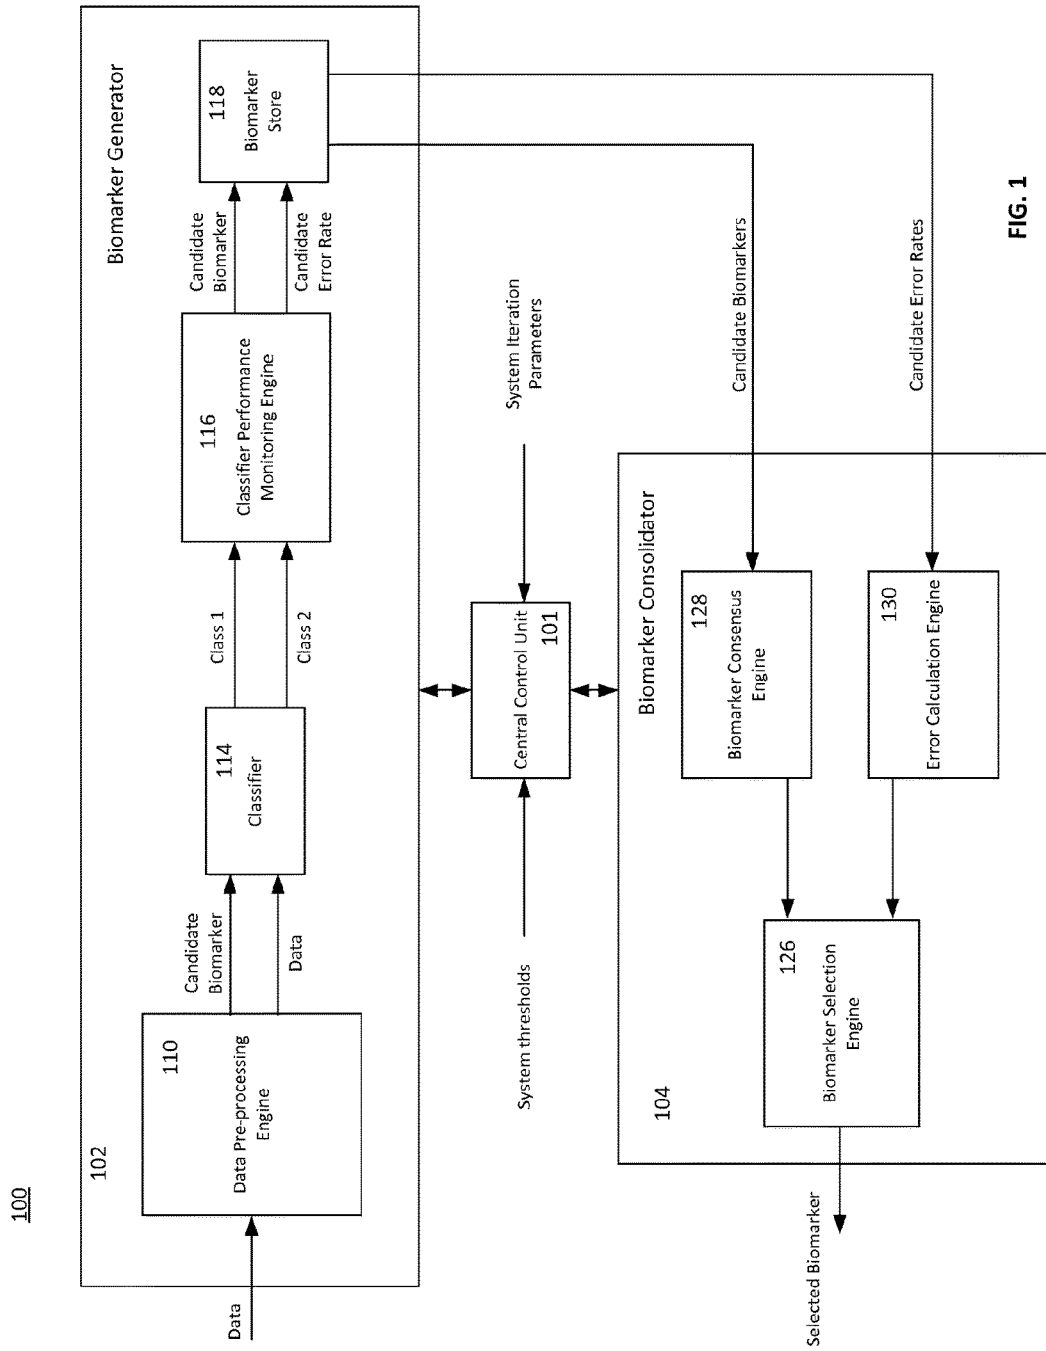 100
102
Biomarker Generator
Data
110
Data Pre-processing
Engine
Candidate
Biomarker
Data
114
Classifier
Class 1
Class 2
116
Classifier Performance
Monitoring Engine
Candidate
Biomarker
Candidate
Error Rate
118
Biomarker
Store
System thresholds
Central Control Unit
101
System Iteration
Parameters
104
Biomarker Consolidator
Selected Biomarker
126
Biomarker Selection
Engine
128
Biomarker Consensus
Engine
130
Error Calculation Engine
Candidate Biomarkers
Candidate Error Rates
FIG. 1